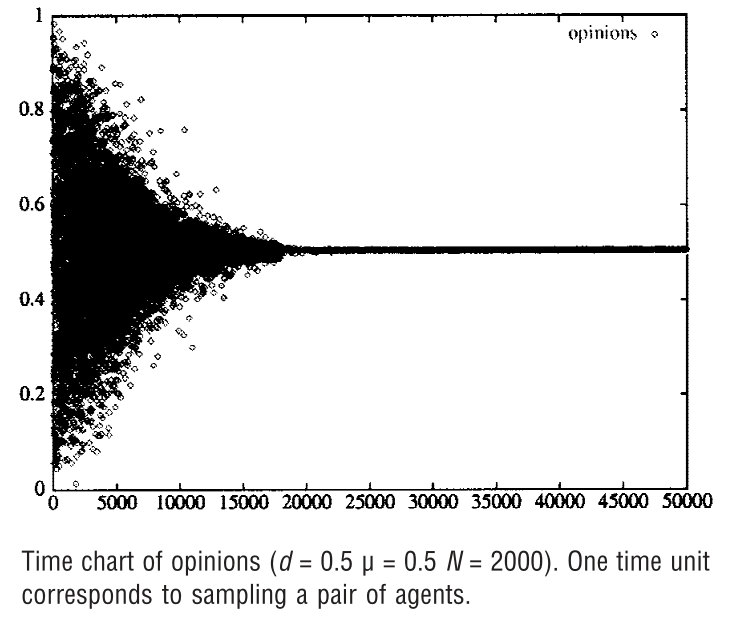 1
opinions
0.8
0.6
0.4
0.2
0
0 5000 10000 15000 20000 25000 30000 35000 40000 45000 50000
Time chart of opinions (d = 0.5 μ = 0.5 N = 2000). One time unit
corresponds to sampling a pair of agents.